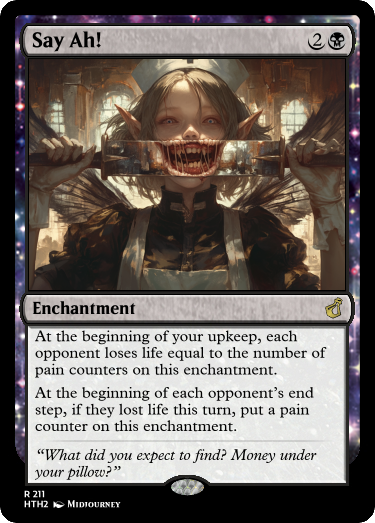 Say Ah! 2
Enchantment
At the beginning of your upkeep, each
opponent loses life equal to the number of
pain counters on this enchantment.
At the beginning of each opponent's end
step, if they lost life this turn, put a pain
counter on this enchantment.
“What did you expect to find? Money under
your pillow?”
R 211
HTH2 Midjourney